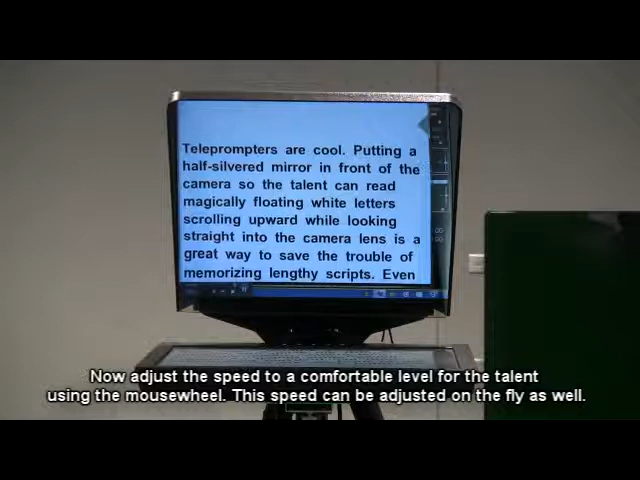 Teleprompters are cool. Putting a
half-silvered mirror in front of the
camera so the talent can read
magically floating white letters
scrolling upward while looking
straight into the camera lens is a
great way to save the trouble of
memorizing lengthy scripts. Even
Now adjust the speed to a comfortable level for the talent
using the mousewheel. This speed can be adjusted on the fly as well.